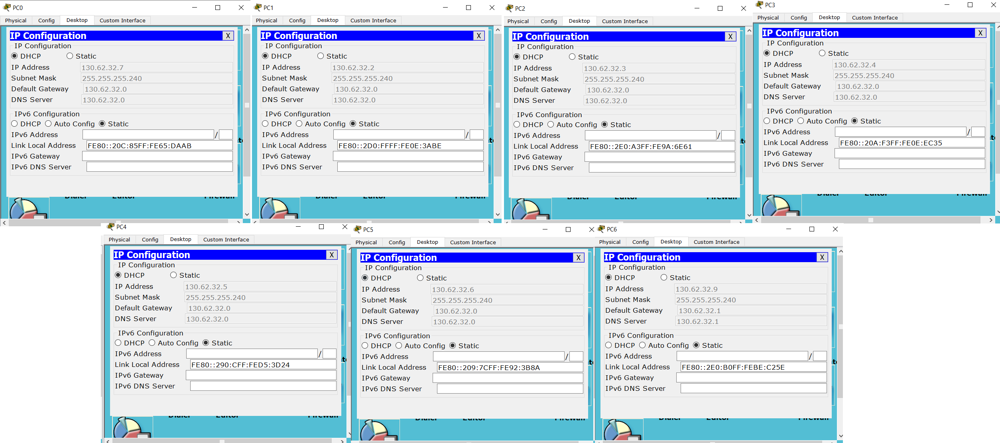 PC0
Physical Config Desktop Custom Interface
IP Configuration X
IP Configuration
DHCP Static
IP Address 130.62.32.7
Subnet Mask 255.255.255.240
Default Gateway 130.62.32.0
DNS Server 130.62.32.0
IPv6 Configuration
DHCP Auto Config Static
IPv6 Address /
Link Local Address FE80::20C:85FF:FE65:DAAB
IPv6 Gateway
IPv6 DNS Server
Dialer Editor Firewall
PC1
Physical Config Desktop Custom Interface
IP Configuration X
IP Configuration
DHCP Static
IP Address 130.62.32.2
Subnet Mask 255.255.255.240
Default Gateway 130.62.32.0
DNS Server 130.62.32.0
IPv6 Configuration
DHCP Auto Config Static
IPv6 Address /
Link Local Address FE80::2D0:FFFF:FE0E:3ABE
IPv6 Gateway
IPv6 DNS Server
Dialer Editor Firewall
PC2
Physical Config Desktop Custom Interface
IP Configuration X
IP Configuration
DHCP Static
IP Address 130.62.32.3
Subnet Mask 255.255.255.240
Default Gateway 130.62.32.0
DNS Server 130.62.32.0
IPv6 Configuration
DHCP Auto Config Static
IPv6 Address /
Link Local Address FE80::2E0:A3FF:FE9A:6E61
IPv6 Gateway
IPv6 DNS Server
Dialer Editor Firewall
PC3
Physical Config Desktop Custom Interface
IP Configuration X
IP Configuration
DHCP Static
IP Address 130.62.32.4
Subnet Mask 255.255.255.240
Default Gateway 130.62.32.0
DNS Server 130.62.32.0
IPv6 Configuration
DHCP Auto Config Static
IPv6 Address /
Link Local Address FE80::20A:F3FF:FE0E:EC35
IPv6 Gateway
IPv6 DNS Server
Dialer Editor Firewall
PC4
Physical Config Desktop Custom Interface
IP Configuration X
IP Configuration
DHCP Static
IP Address 130.62.32.5
Subnet Mask 255.255.255.240
Default Gateway 130.62.32.0
DNS Server 130.62.32.0
IPv6 Configuration
DHCP Auto Config Static
IPv6 Address /
Link Local Address FE80::290:CFF:FED5:3D24
IPv6 Gateway
IPv6 DNS Server
Dialer Editor Firewall
PC5
Physical Config Desktop Custom Interface
IP Configuration X
IP Configuration
DHCP Static
IP Address 130.62.32.6
Subnet Mask 255.255.255.240
Default Gateway 130.62.32.0
DNS Server 130.62.32.0
IPv6 Configuration
DHCP Auto Config Static
IPv6 Address /
Link Local Address FE80::209:7CFF:FE92:3B8A
IPv6 Gateway
IPv6 DNS Server
Dialer Editor Firewall
PC6
Physical Config Desktop Custom Interface
IP Configuration X
IP Configuration
DHCP Static
IP Address 130.62.32.9
Subnet Mask 255.255.255.240
Default Gateway 130.62.32.1
DNS Server 130.62.32.1
IPv6 Configuration
DHCP Auto Config Static
IPv6 Address /
Link Local Address FE80::2E0:B0FF:FEBE:C25E
IPv6 Gateway
IPv6 DNS Server
Dialer Editor Firewall